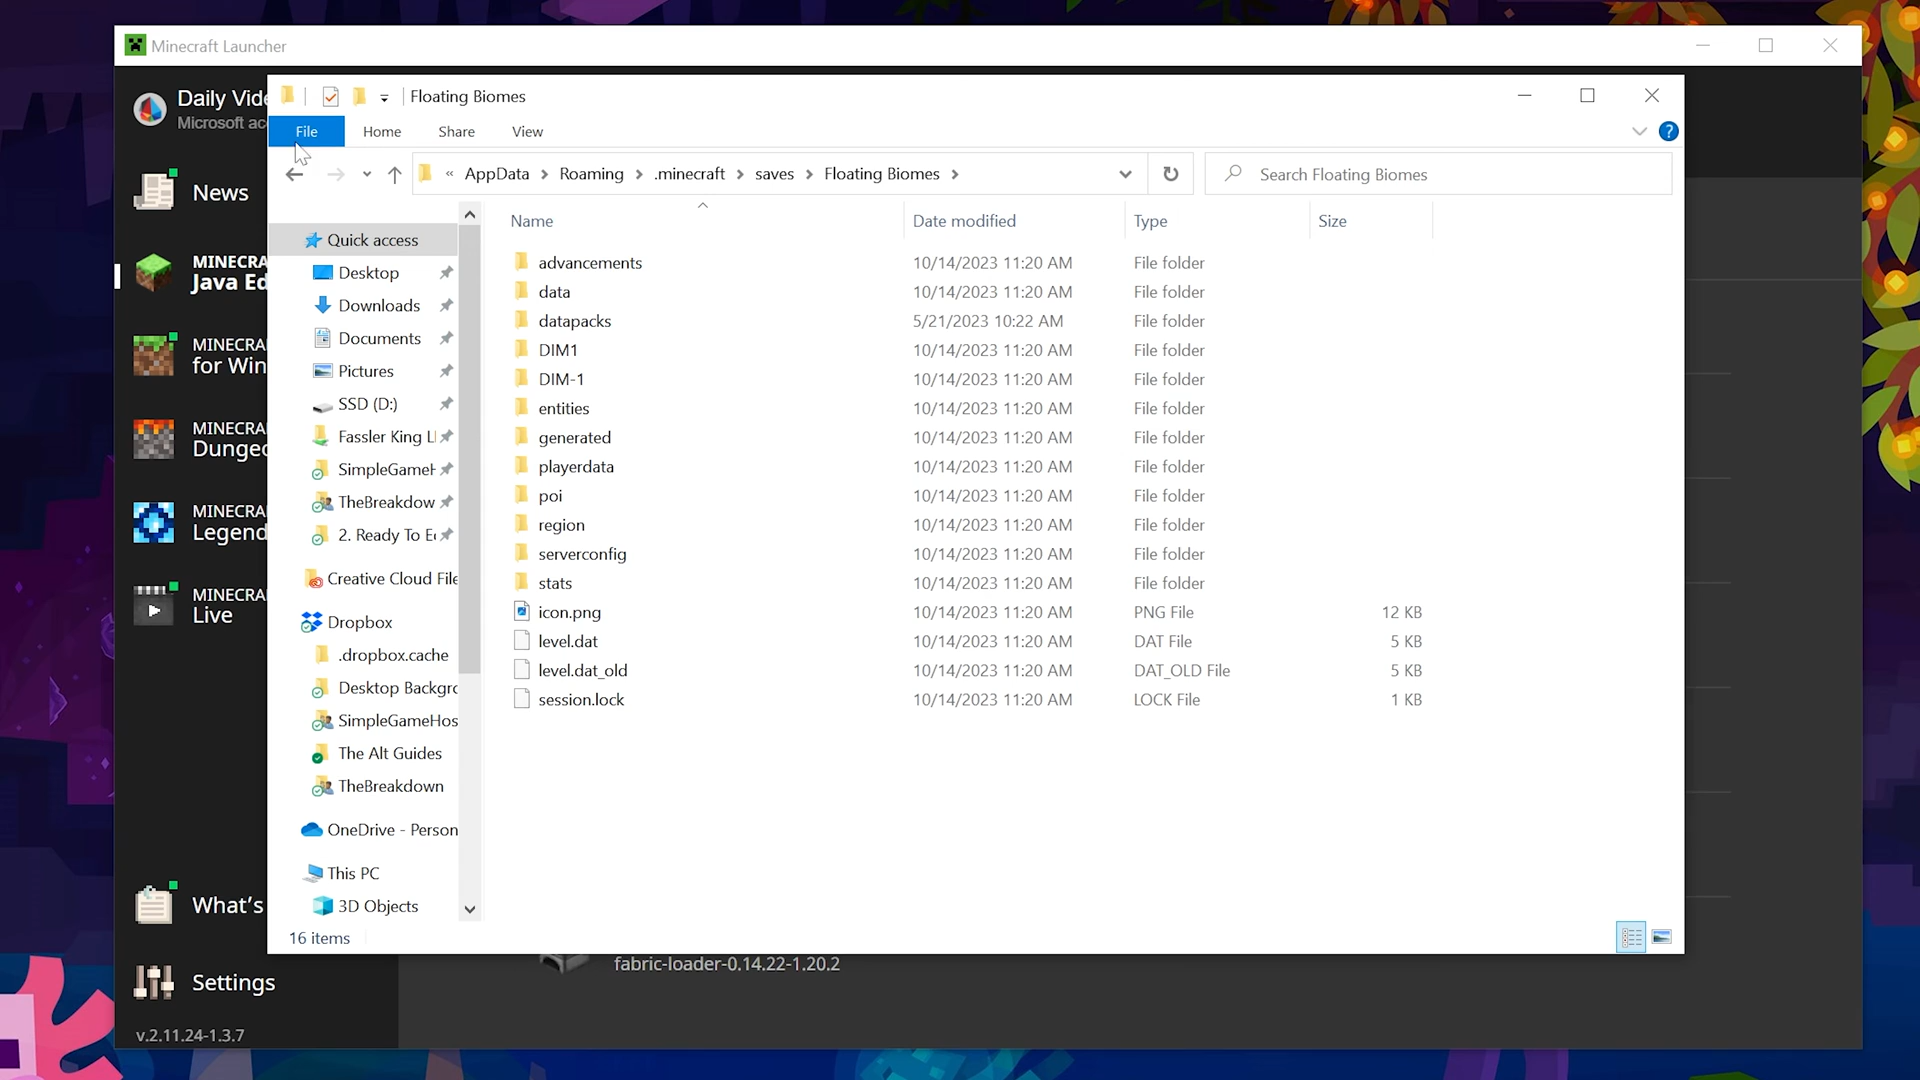 Minecraft Launcher
Daily Vide
Microsoft ac
News
MINECRA
Java Ed
MINECRA
for Win
MINECRA
Dungeo
MINECRA
Legend
MINECRA
Live
What's
Settings
v.2.11.24-1.3.7
Floating Biomes
File Home Share View
« AppData > Roaming > .minecraft > saves > Floating Biomes >
Search Floating Biomes
Quick access
Desktop
Downloads
Documents
Pictures
SSD (D:)
Fassler King Ll
SimpleGameH
TheBreakdow
2. Ready To Ed
Creative Cloud File
Dropbox
.dropbox.cache
Desktop Backgro
SimpleGameHos
The Alt Guides
TheBreakdown
OneDrive - Person
This PC
3D Objects
Name Date modified Type Size
advancements 10/14/2023 11:20 AM File folder
data 10/14/2023 11:20 AM File folder
datapacks 5/21/2023 10:22 AM File folder
DIM1 10/14/2023 11:20 AM File folder
DIM-1 10/14/2023 11:20 AM File folder
entities 10/14/2023 11:20 AM File folder
generated 10/14/2023 11:20 AM File folder
playerdata 10/14/2023 11:20 AM File folder
poi 10/14/2023 11:20 AM File folder
region 10/14/2023 11:20 AM File folder
serverconfig 10/14/2023 11:20 AM File folder
stats 10/14/2023 11:20 AM File folder
icon.png 10/14/2023 11:20 AM PNG File 12 KB
level.dat 10/14/2023 11:20 AM DAT File 5 KB
level.dat_old 10/14/2023 11:20 AM DAT_OLD File 5 KB
session.lock 10/14/2023 11:20 AM LOCK File 1 KB
16 items
fabric-loader-0.14.22-1.20.2